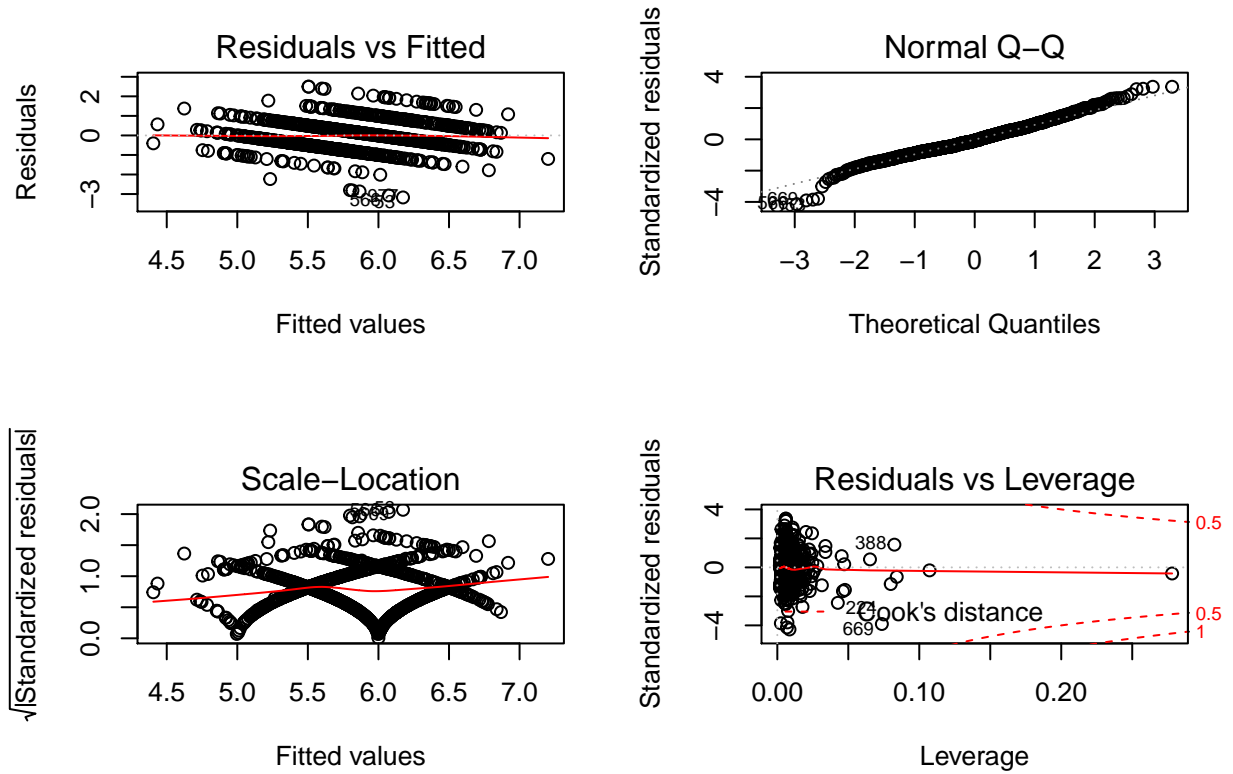 Residuals vs Fitted
Residuals
2
0
−3
4.5 5.0 5.5 6.0 6.5 7.0
Fitted values
Normal Q−Q
Standardized residuals
4
0
−4
−3 −2 −1 0 1 2 3
Theoretical Quantiles
Scale−Location
√|Standardized residuals|
2.0
1.0
0.0
4.5 5.0 5.5 6.0 6.5 7.0
Fitted values
Residuals vs Leverage
Standardized residuals
4
0
−4
388
224
669
Cook's distance
0.5
0.5
1
0.00 0.10 0.20
Leverage